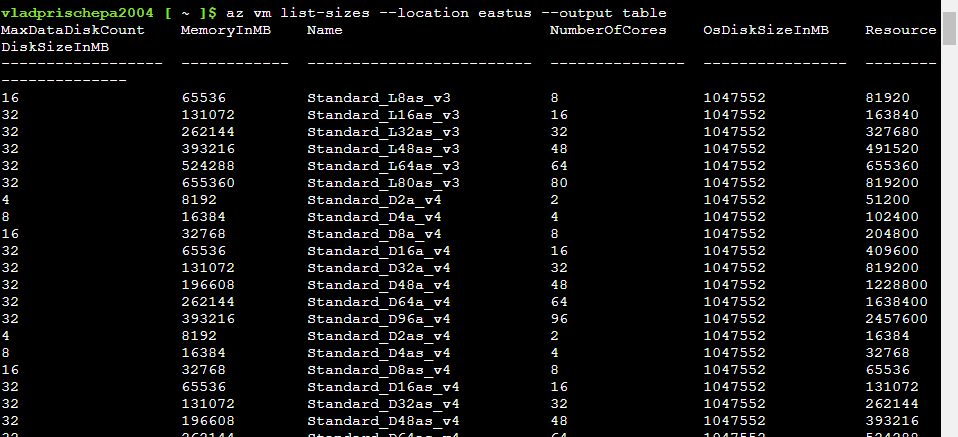 vladprischepa2004 [ ~ ]$ az vm list-sizes --location eastus --output table
MaxDataDiskCount    MemoryInMB    Name                       NumberOfCores    OsDiskSizeInMB    Resource
DiskSizeInMB
------------------  ------------  -------------------------  ---------------  ----------------  --------
--------------
16                  65536         Standard_L8as_v3           8                1047552           81920
32                  131072        Standard_L16as_v3          16               1047552           163840
32                  262144        Standard_L32as_v3          32               1047552           327680
32                  393216        Standard_L48as_v3          48               1047552           491520
32                  524288        Standard_L64as_v3          64               1047552           655360
32                  655360        Standard_L80as_v3          80               1047552           819200
4                   8192          Standard_D2a_v4            2                1047552           51200
8                   16384         Standard_D4a_v4            4                1047552           102400
16                  32768         Standard_D8a_v4            8                1047552           204800
32                  65536         Standard_D16a_v4           16               1047552           409600
32                  131072        Standard_D32a_v4           32               1047552           819200
32                  196608        Standard_D48a_v4           48               1047552           1228800
32                  262144        Standard_D64a_v4           64               1047552           1638400
32                  393216        Standard_D96a_v4           96               1047552           2457600
4                   8192          Standard_D2as_v4           2                1047552           16384
8                   16384         Standard_D4as_v4           4                1047552           32768
16                  32768         Standard_D8as_v4           8                1047552           65536
32                  65536         Standard_D16as_v4          16               1047552           131072
32                  131072        Standard_D32as_v4          32               1047552           262144
32                  196608        Standard_D48as_v4          48               1047552           393216
32                  262144        Standard_D64as_v4          64               1047552           524288